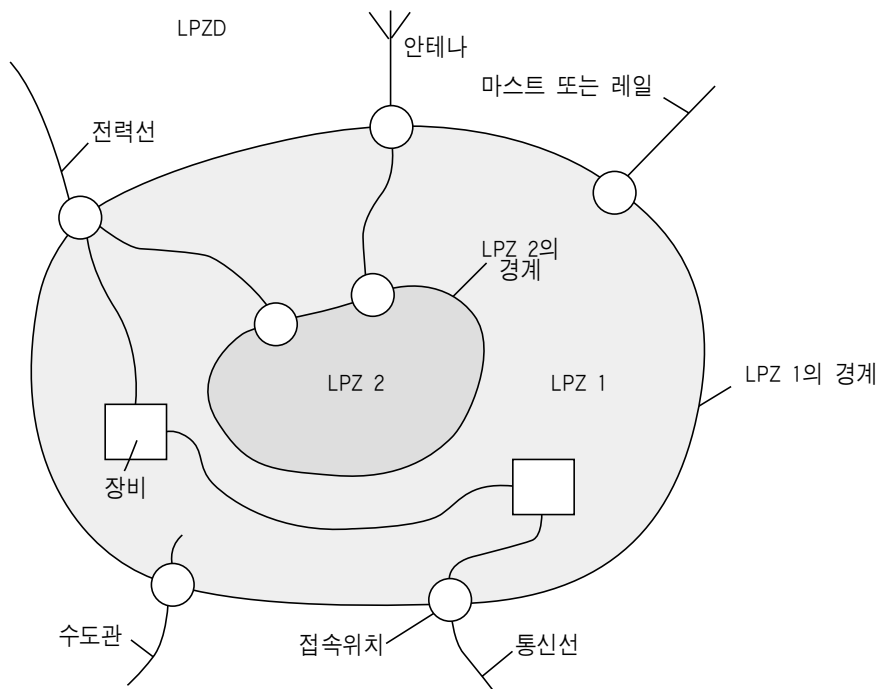 LPZD
안테나
마스트 또는 레일
전력선
LPZ 2의
경계
LPZ 2
LPZ 1
LPZ 1의 경계
장비
수도관
접속위치
통신선